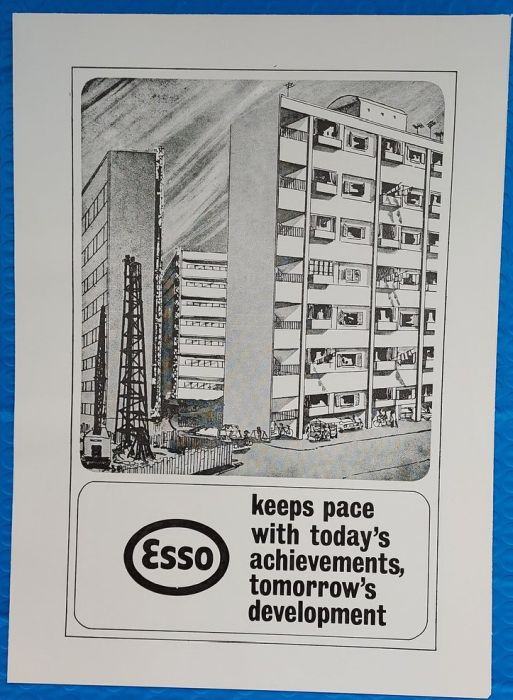 Esso
keeps pace
with today's
achievements,
tomorrow's
development